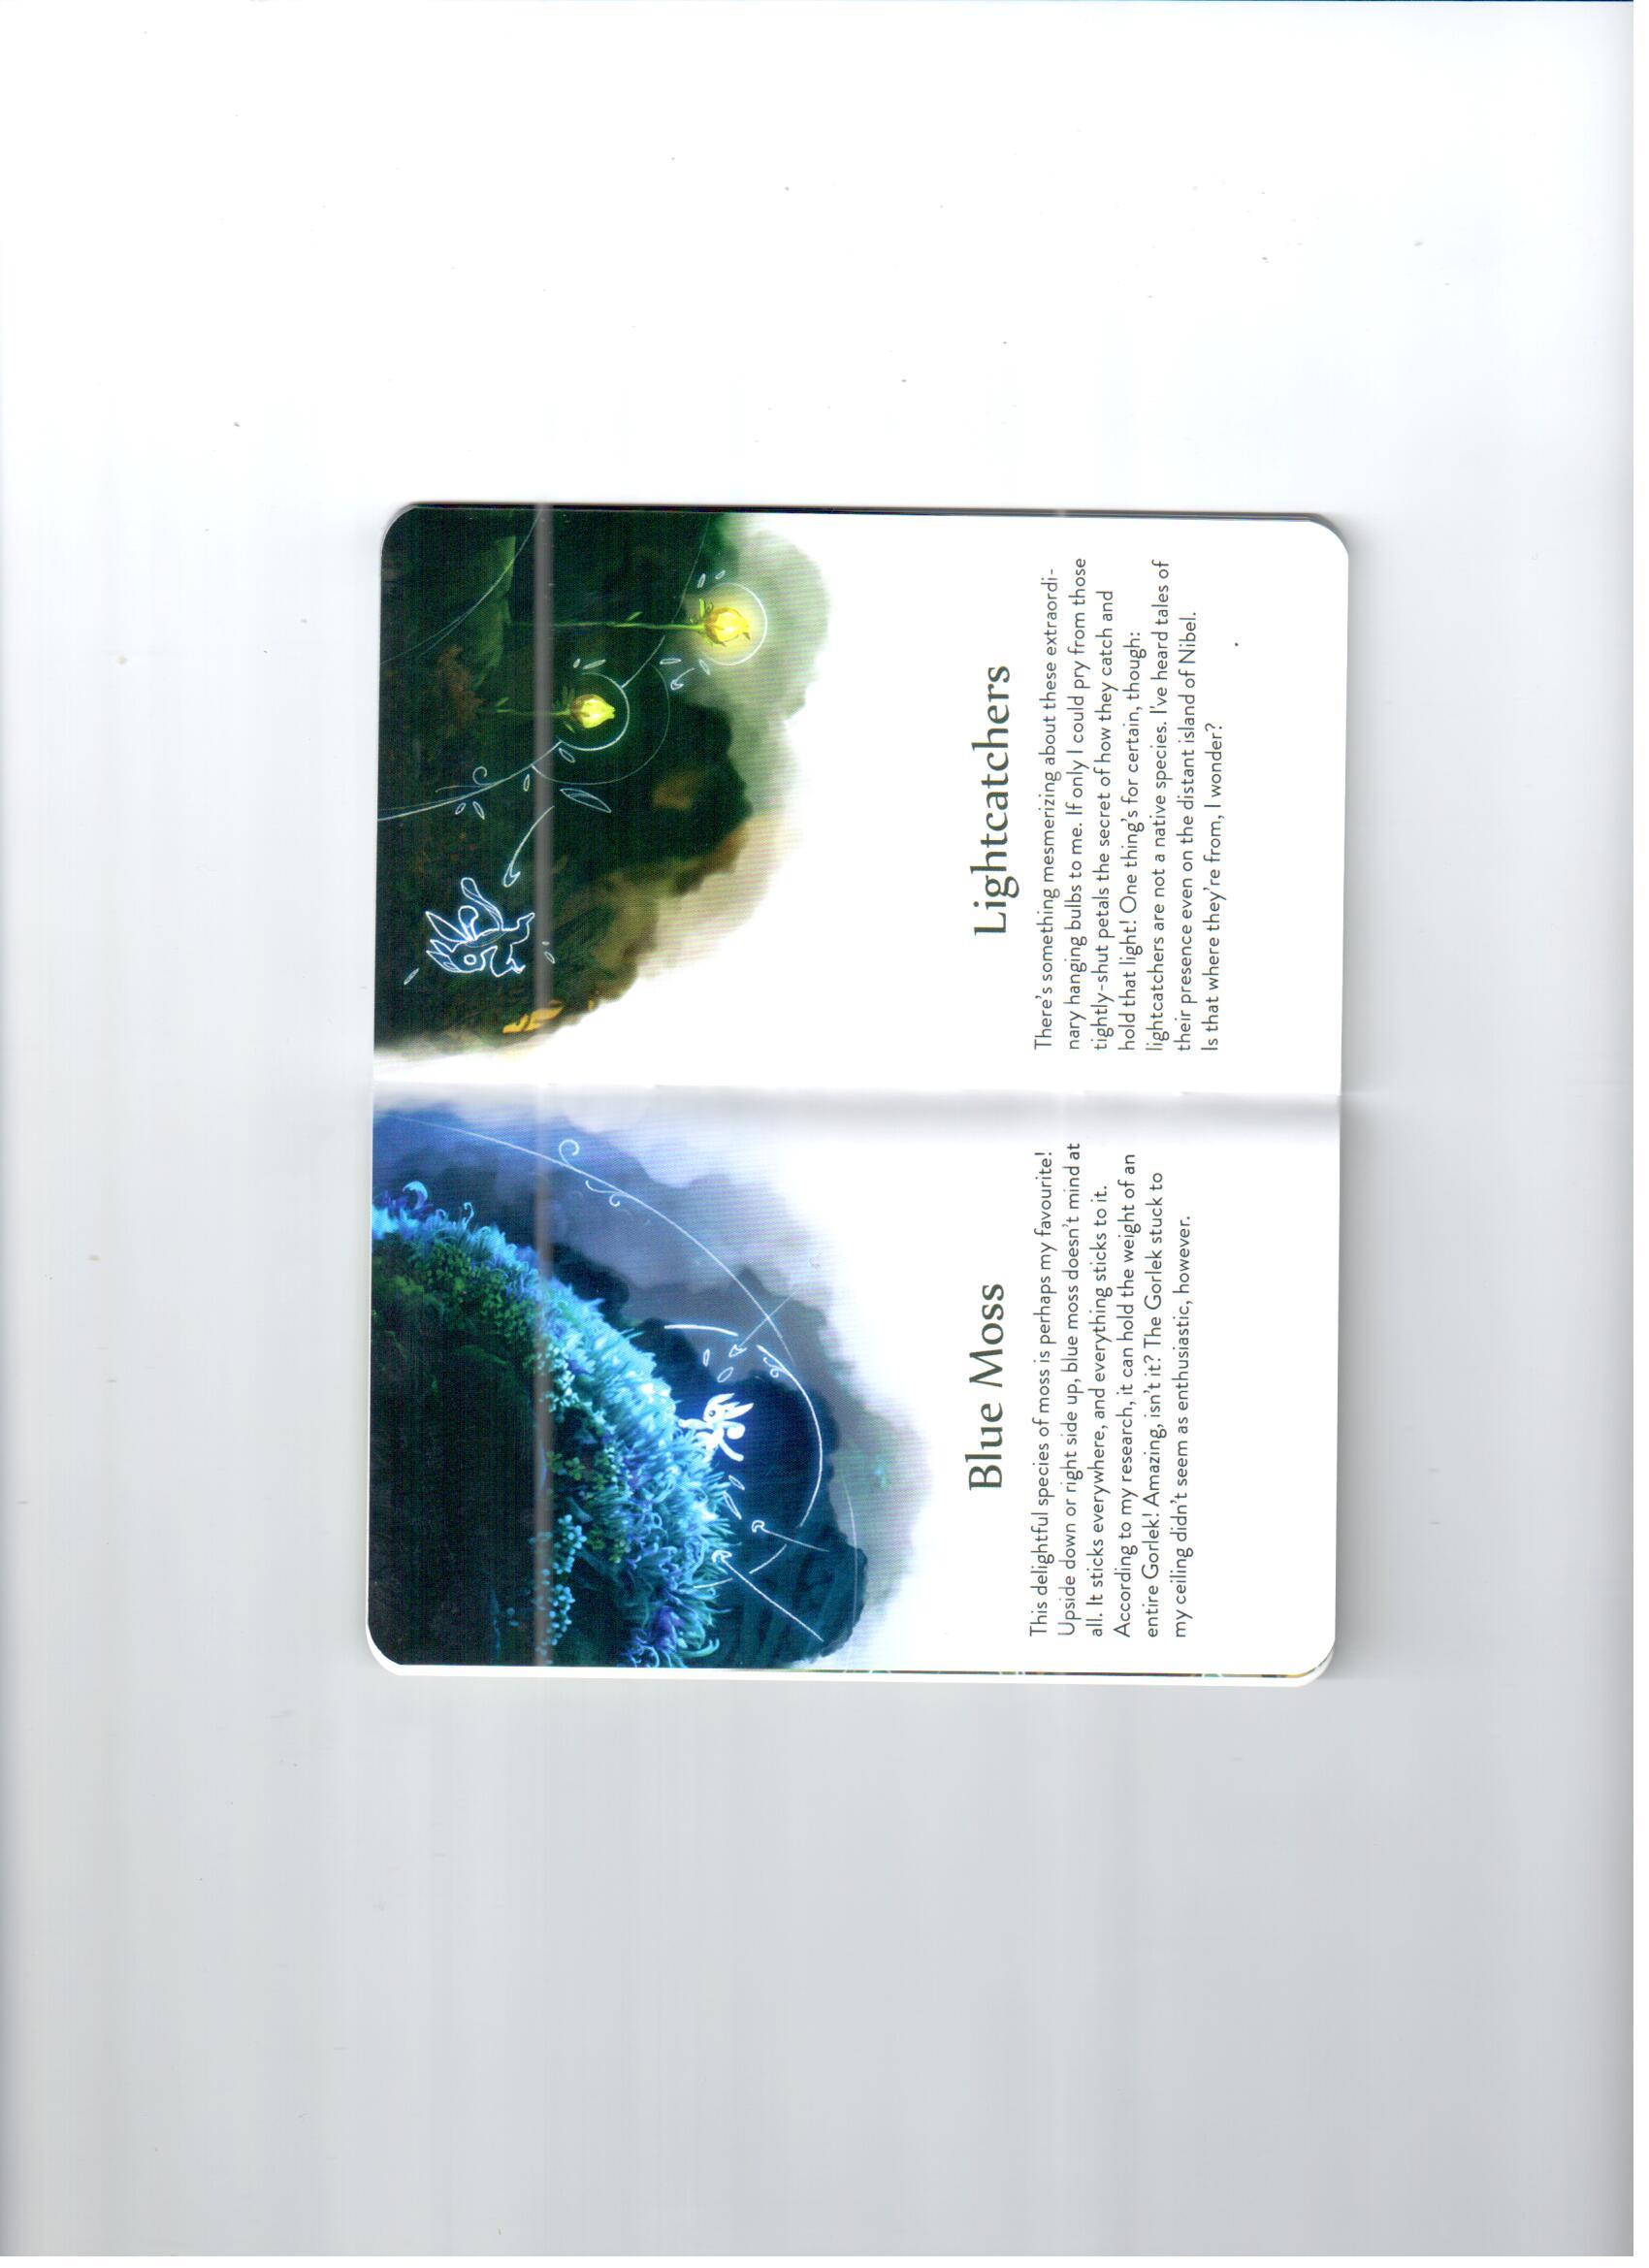 Blue Moss
This delightful species of moss is perhaps my favourite!
Upside down or right side up, blue moss doesn't mind at
all. It sticks everywhere, and everything sticks to it.
According to my research, it can hold the weight of an
entire Gorlek! Amazing, isn't it? The Gorlek stuck to
my ceiling didn't seem as enthusiastic, however.
Lightcatchers
There's something mesmerizing about these extraordi-
nary hanging bulbs to me. If only I could pry from those
tightly-shut petals the secret of how they catch and
hold that light! One thing's for certain, though:
lightcatchers are not a native species. I've heard tales of
their presence even on the distant island of Nibel.
Is that where they're from, I wonder?